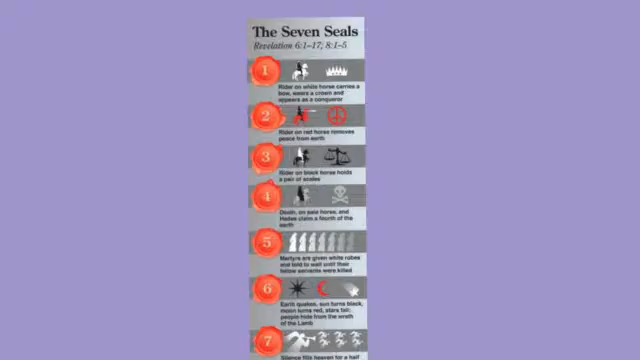 The Seven Seals
Revelation 6:1–17; 8:1–5
1
Rider on white horse carries a
bow, wears a crown and
appears as a conqueror
2
Rider on red horse removes
peace from earth
3
Rider on black horse holds
a pair of scales
4
Death, on pale horse, and
Hades claim a fourth of the
earth
5
Martyrs are given white robes
and told to wait until their
fellow servants were killed
6
Earth quakes, sun turns black,
moon turns red, stars fall;
people hide from the wrath
of the Lamb
7
Silence fills heaven for a half